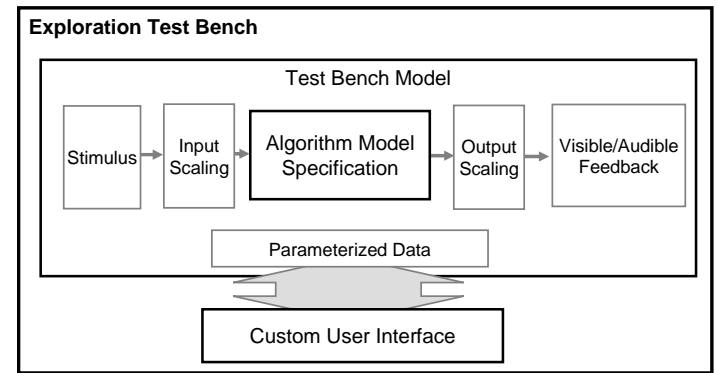 Exploration Test Bench
Test Bench Model
Stimulus
Input
Scaling
Algorithm Model
Specification
Output
Scaling
Visible/Audible
Feedback
Parameterized Data
Custom User Interface